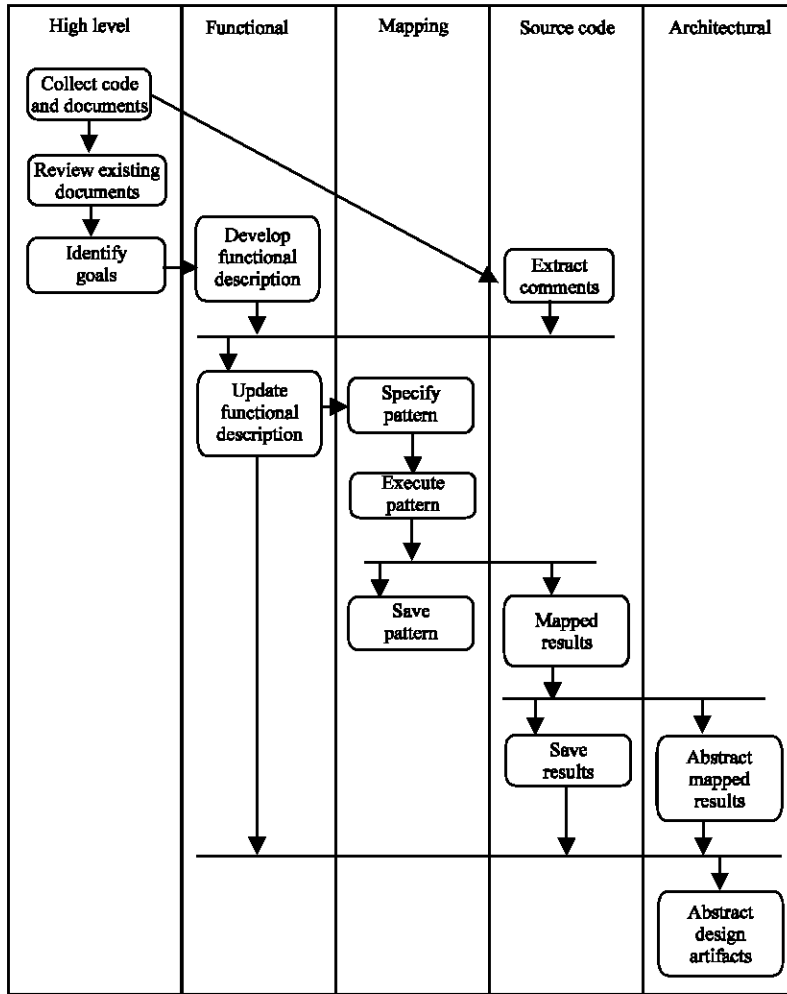 High level
Functional
Mapping
Source code
Architectural
Collect code
and documents
Review existing
documents
Identify
goals
Develop
functional
description
Extract
comments
Update
functional
description
Specify
pattern
Execute
pattern
Save
pattern
Mapped
results
Save
results
Abstract
mapped
results
Abstract
design
artifacts